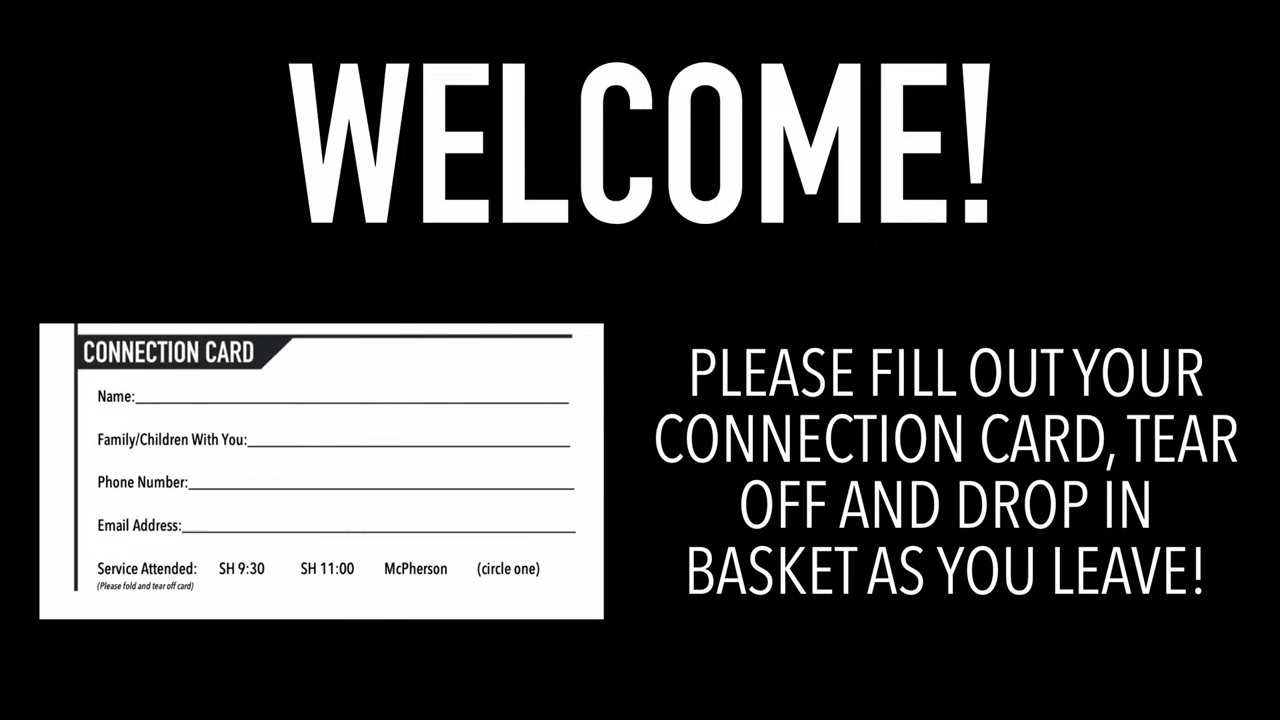 WELCOME!
CONNECTION CARD
Name:
Family/Children With You:
Phone Number:
Email Address:
Service Attended: SH 9:30 SH 11:00 McPherson (circle one)
(Please fold and tear off card)
PLEASE FILL OUT YOUR
CONNECTION CARD, TEAR
OFF AND DROP IN
BASKET AS YOU LEAVE!